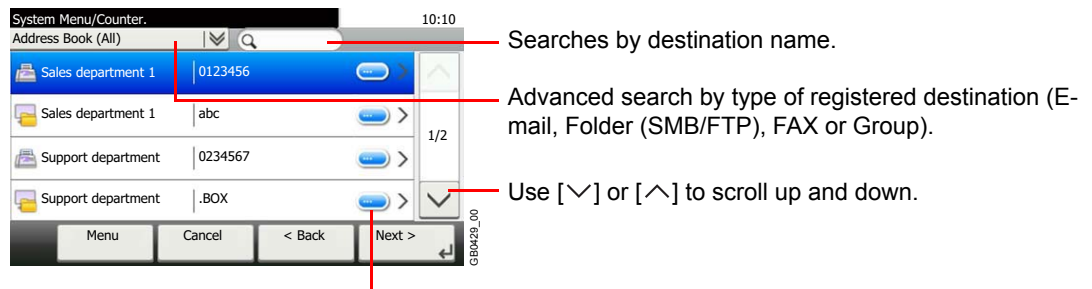 System Menu/Counter.
10:10
Address Book (All)
Searches by destination name.
Sales department 1
0123456
Advanced search by type of registered destination (E-
mail, Folder (SMB/FTP), FAX or Group).
Sales department 1
abc
1/2
Support department
0234567
Use [∨] or [∧] to scroll up and down.
Support department
.BOX
Menu
Cancel
< Back
Next >
GB0429_00